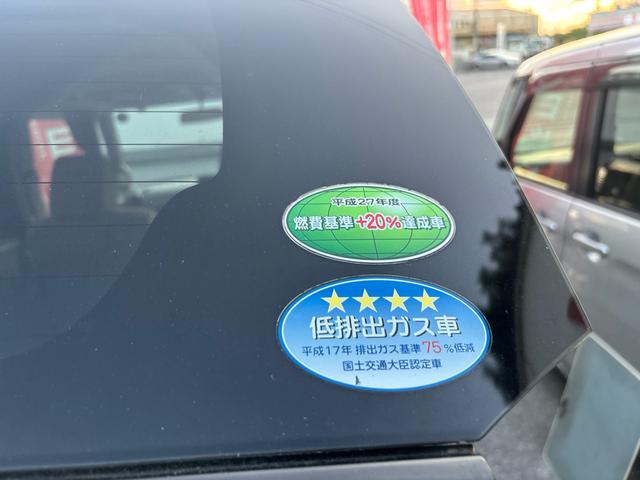 平成27年度
燃費基準+20%達成車
★★★★
低排出ガス車
平成17年 排出ガス基準75%低減
国土交通大臣認定車